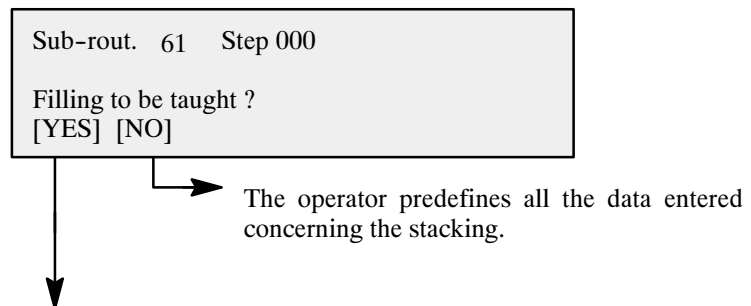 Sub-rout. 61 Step 000
Filling to be taught ?
[YES] [NO]
The operator predefines all the data entered
concerning the stacking.